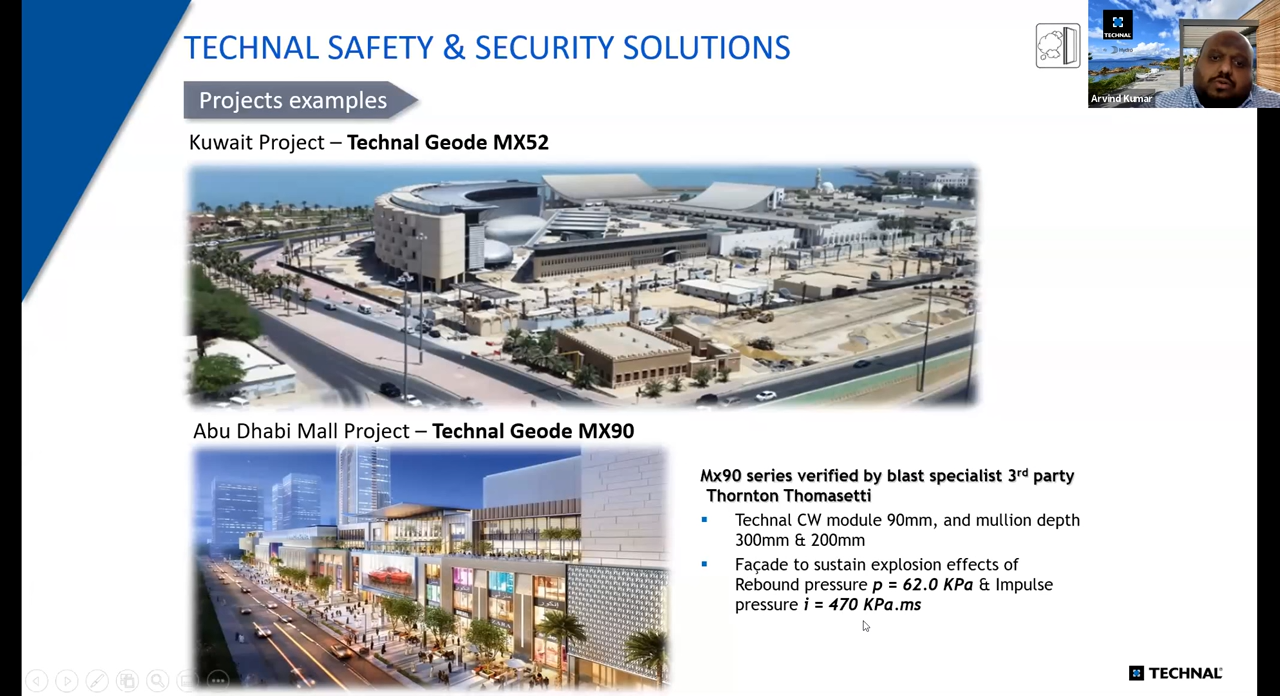 TECHNAL SAFETY & SECURITY SOLUTIONS
TECHNAL
Hydro
Arvind Kumar
Projects examples
Kuwait Project – Technal Geode MX52
Abu Dhabi Mall Project – Technal Geode MX90
Mx90 series verified by blast specialist 3rd party
Thornton Thomasetti
▪ Technal CW module 90mm, and mullion depth
300mm & 200mm
▪ Façade to sustain explosion effects of
Rebound pressure p = 62.0 KPa & Impulse
pressure i = 470 KPa.ms
TECHNAL